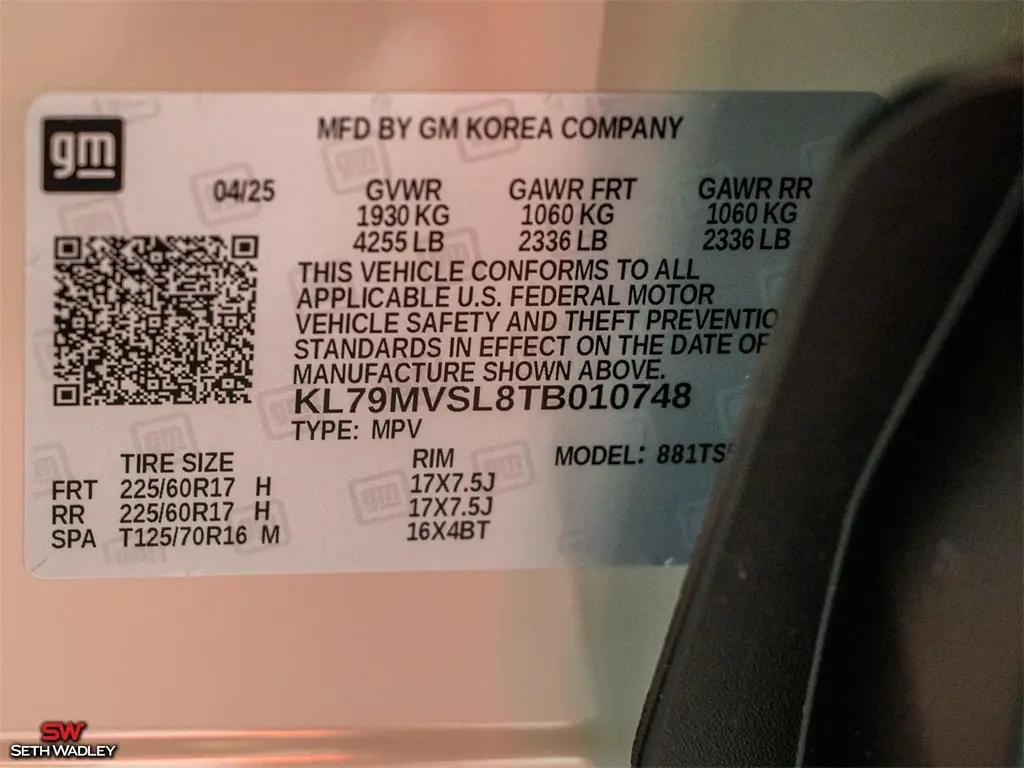 gm
MFD BY GM KOREA COMPANY
04/25 GVWR GAWR FRT GAWR RR
1930 KG 1060 KG 1060 KG
4255 LB 2336 LB 2336 LB
THIS VEHICLE CONFORMS TO ALL
APPLICABLE U.S. FEDERAL MOTOR
VEHICLE SAFETY AND THEFT PREVENTIO
STANDARDS IN EFFECT ON THE DATE OF
MANUFACTURE SHOWN ABOVE.
KL79MVSL8TB010748
TYPE: MPV
TIRE SIZE RIM MODEL: 881TS
FRT 225/60R17 H 17X7.5J
RR 225/60R17 H 17X7.5J
SPA T125/70R16 M 16X4BT
SW
SETH WADLEY